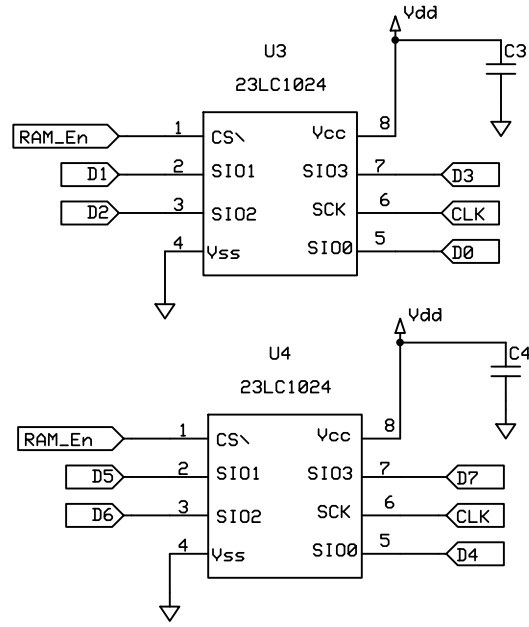 Vdd
U3
C3
23LC1024
RAM_En 1 CS\ Vcc 8
D1 2 SIO1 SIO3 7 D3
D2 3 SIO2 SCK 6 CLK
4 Vss SIO0 5 D0
Vdd
U4
C4
23LC1024
RAM_En 1 CS\ Vcc 8
D5 2 SIO1 SIO3 7 D7
D6 3 SIO2 SCK 6 CLK
4 Vss SIO0 5 D4